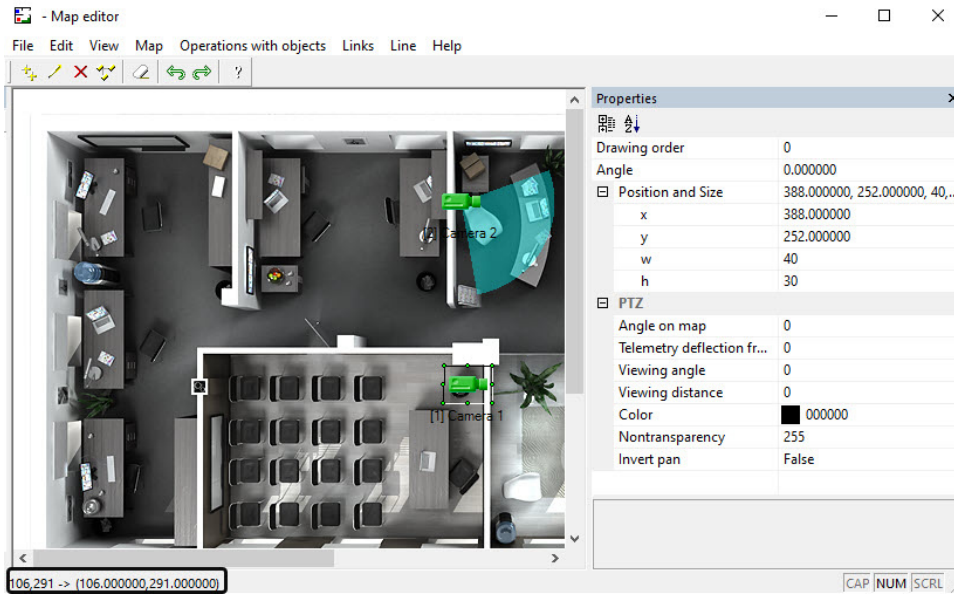 - Map editor
File Edit View Map Operations with objects Links Line Help
?
Properties
Drawing order 0
Angle 0.000000
Position and Size 388.000000, 252.000000, 40,...
x 388.000000
y 252.000000
w 40
h 30
PTZ
Angle on map 0
Telemetry deflection fr... 0
Viewing angle 0
Viewing distance 0
Color 000000
Nontransparency 255
Invert pan False
[2] Camera 2
[1] Camera 1
106,291 -> (106.000000,291.000000)
CAP NUM SCRL